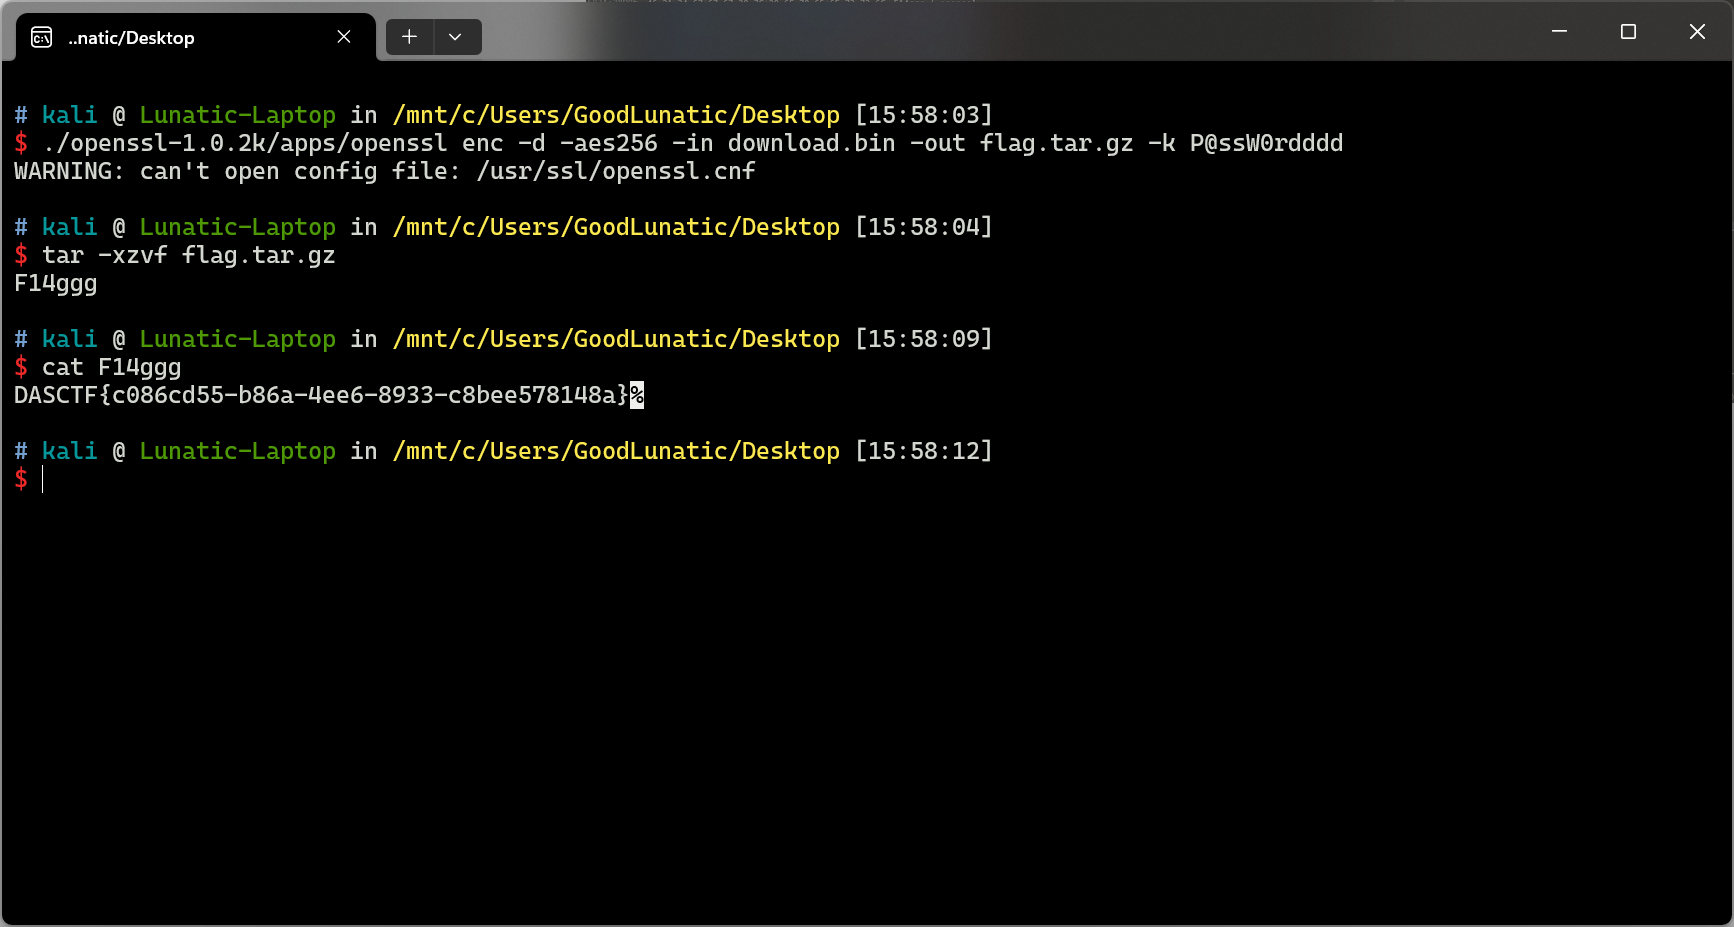 ..natic/Desktop
# kali @ Lunatic-Laptop in /mnt/c/Users/GoodLunatic/Desktop [15:58:03]
$ ./openssl-1.0.2k/apps/openssl enc -d -aes256 -in download.bin -out flag.tar.gz -k P@ssW0rdddd
WARNING: can't open config file: /usr/ssl/openssl.cnf
# kali @ Lunatic-Laptop in /mnt/c/Users/GoodLunatic/Desktop [15:58:04]
$ tar -xzvf flag.tar.gz
F14ggg
# kali @ Lunatic-Laptop in /mnt/c/Users/GoodLunatic/Desktop [15:58:09]
$ cat F14ggg
DASCTF{c086cd55-b86a-4ee6-8933-c8bee578148a}%
# kali @ Lunatic-Laptop in /mnt/c/Users/GoodLunatic/Desktop [15:58:12]
$